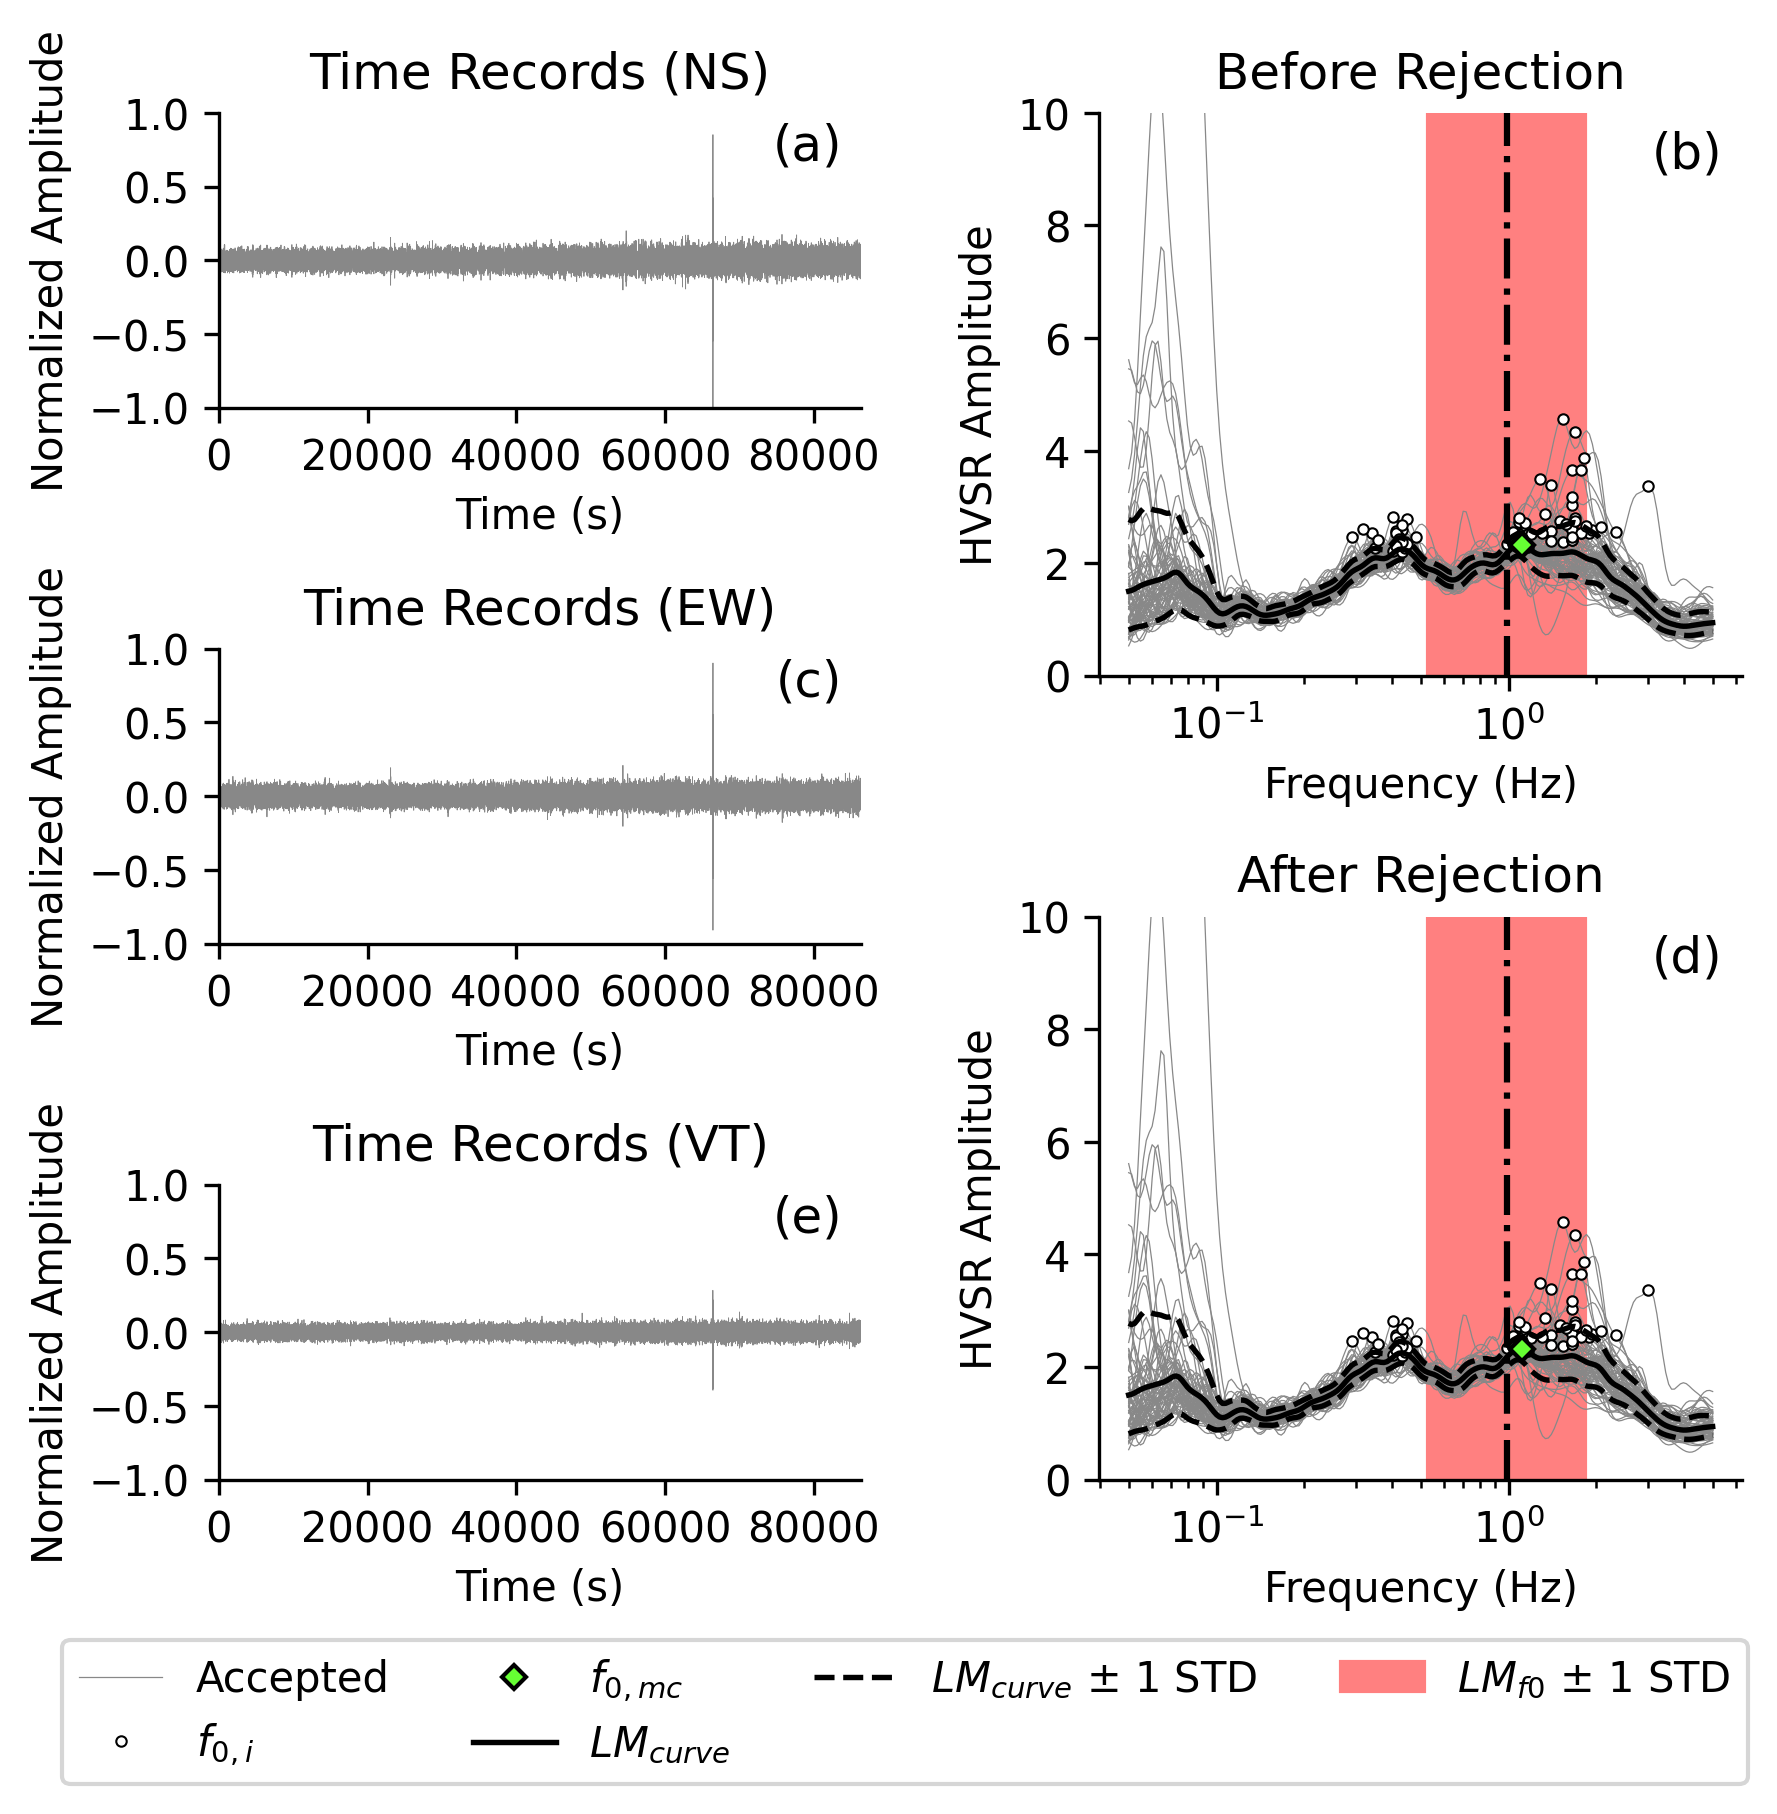 Time Records (NS)
Normalized Amplitude
1.0
0.5
0.0
−0.5
−1.0
(a)
0 20000 40000 60000 80000
Time (s)
Before Rejection
HVSR Amplitude
10
8
6
4
2
0
(b)
10⁻¹ 10⁰
Frequency (Hz)
Time Records (EW)
Normalized Amplitude
1.0
0.5
0.0
−0.5
−1.0
(c)
0 20000 40000 60000 80000
Time (s)
After Rejection
HVSR Amplitude
10
8
6
4
2
0
(d)
10⁻¹ 10⁰
Frequency (Hz)
Time Records (VT)
Normalized Amplitude
1.0
0.5
0.0
−0.5
−1.0
(e)
0 20000 40000 60000 80000
Time (s)
Accepted
f0,i
f0,mc
LMcurve
LMcurve ± 1 STD
LMf0 ± 1 STD